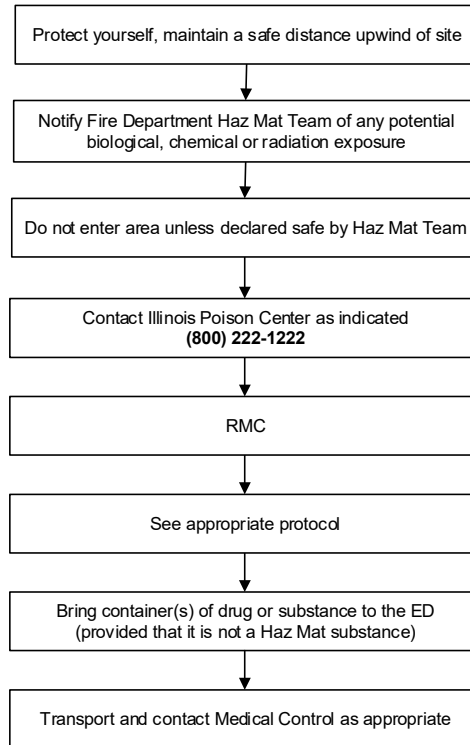 Protect yourself, maintain a safe distance upwind of site
Notify Fire Department Haz Mat Team of any potential
biological, chemical or radiation exposure
Do not enter area unless declared safe by Haz Mat Team
Contact Illinois Poison Center as indicated
(800) 222-1222
RMC
See appropriate protocol
Bring container(s) of drug or substance to the ED
(provided that it is not a Haz Mat substance)
Transport and contact Medical Control as appropriate